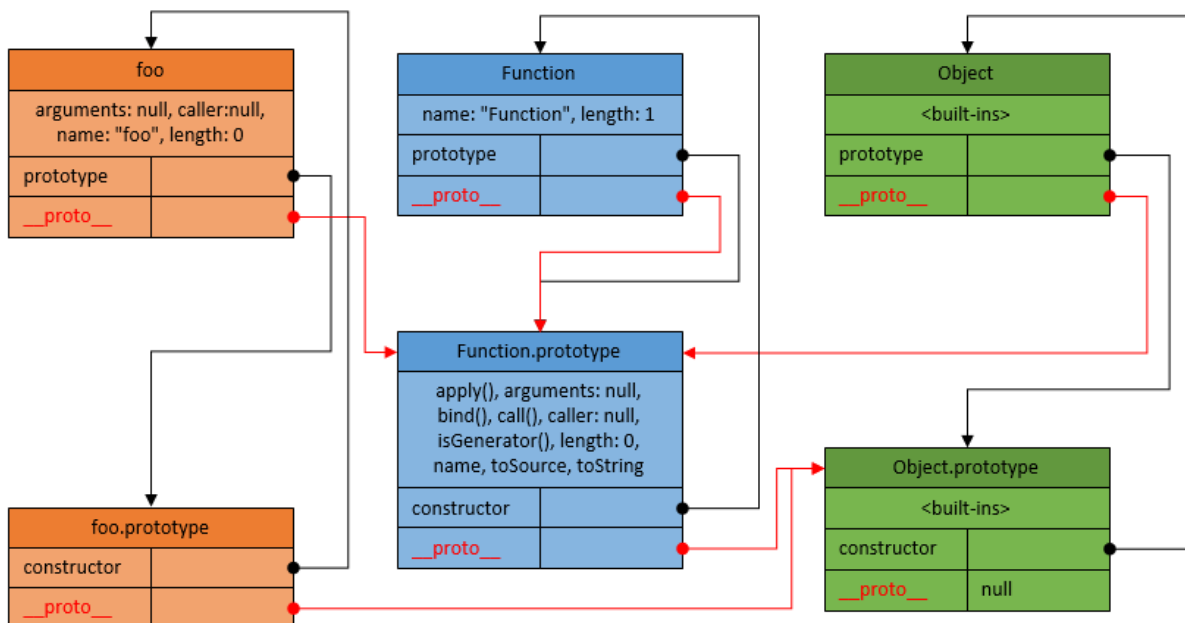 foo
arguments: null, caller:null,
name: "foo", length: 0
prototype
__proto__
Function
name: "Function", length: 1
prototype
__proto__
Object
<built-ins>
prototype
__proto__
Function.prototype
apply(), arguments: null,
bind(), call(), caller: null,
isGenerator(), length: 0,
name, toSource, toString
constructor
__proto__
foo.prototype
constructor
__proto__
Object.prototype
<built-ins>
constructor
__proto__ null